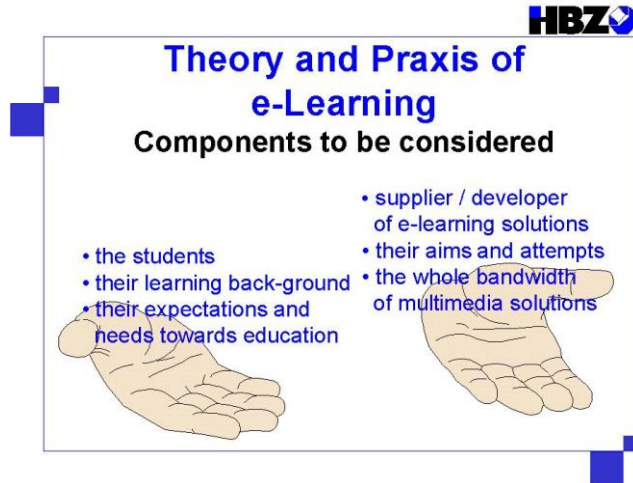 HBZ
Theory and Praxis of
e-Learning
Components to be considered
• the students
• their learning back-ground
• their expectations and
needs towards education
• supplier / developer
of e-learning solutions
• their aims and attempts
• the whole bandwidth
of multimedia solutions